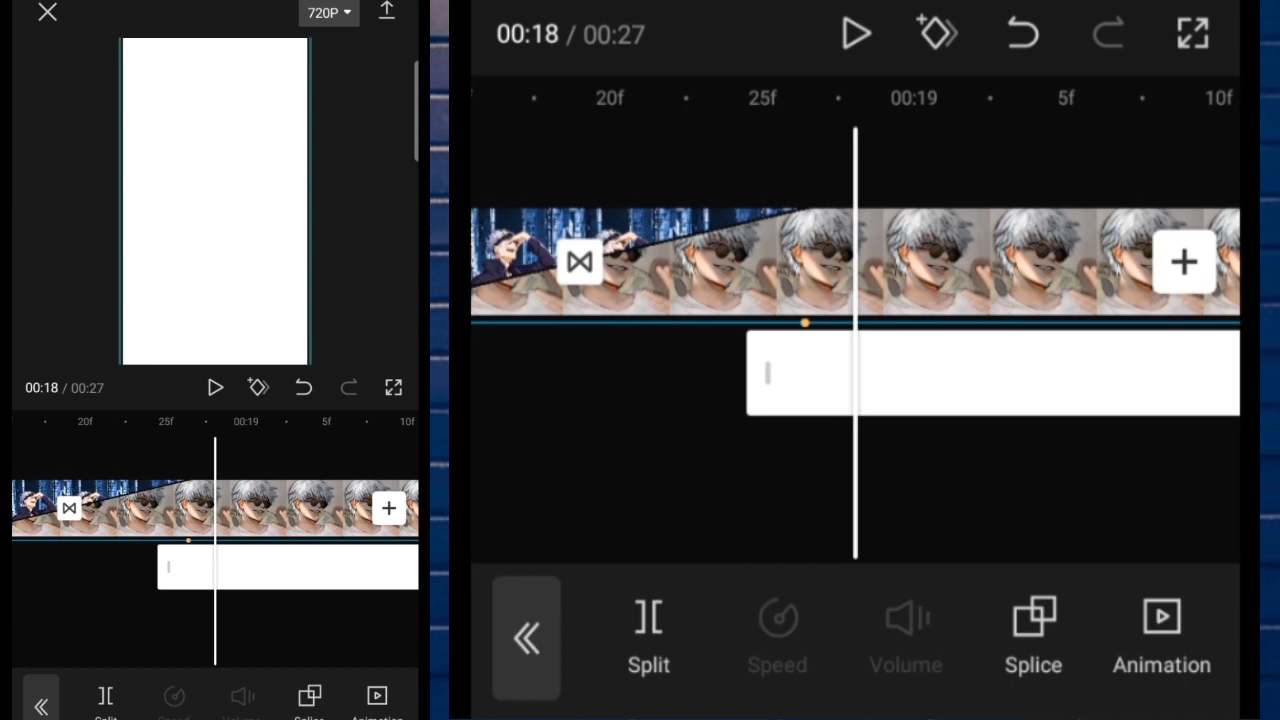 720P
00:18 / 00:27
20f 25f 00:19 5f 10f
Split Speed Volume Splice Animation
00:18 / 00:27
20f 25f 00:19 5f 10f
Split Speed Volume Splice Animation